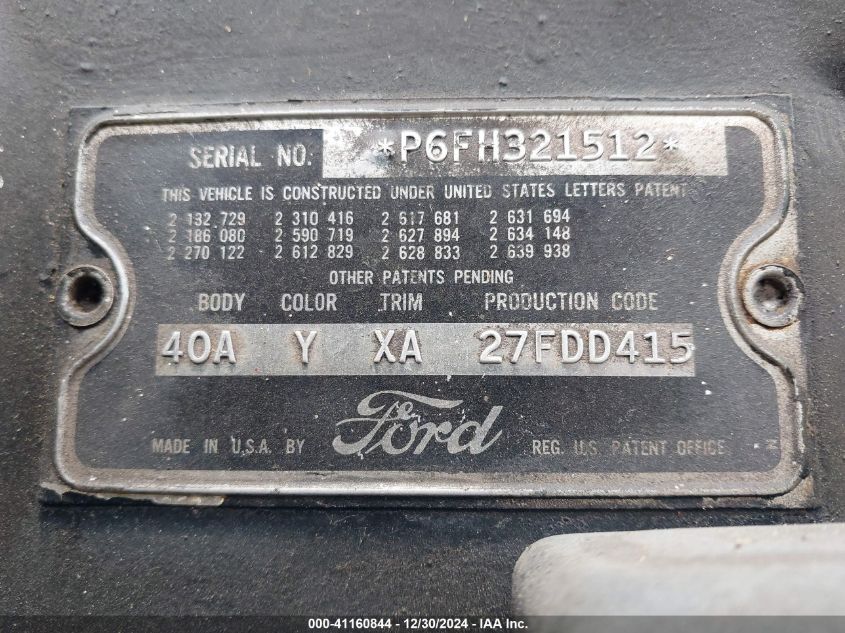 SERIAL NO. *P6FH321512*
THIS VEHICLE IS CONSTRUCTED UNDER UNITED STATES LETTERS PATENT
2 132 729 2 310 416 2 617 681 2 631 694
2 186 080 2 590 719 2 627 894 2 634 148
2 270 122 2 612 829 2 628 833 2 639 938
OTHER PATENTS PENDING
BODY COLOR TRIM PRODUCTION CODE
40A Y XA 27FDD415
MADE IN U.S.A. BY Ford REG. U.S. PATENT OFFICE
000-41160844 - 12/30/2024 - IAA Inc.